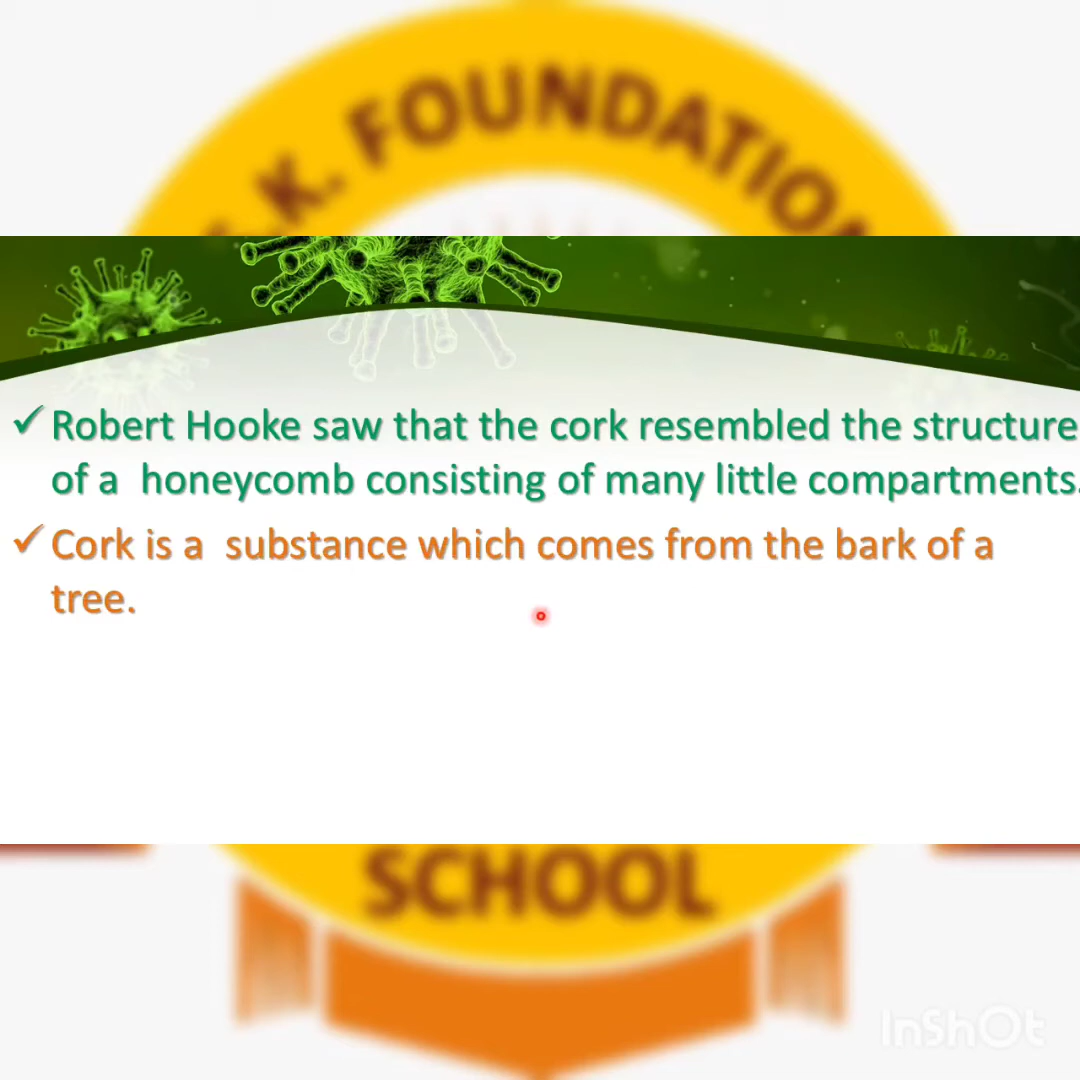 K. FOUNDATION
✓ Robert Hooke saw that the cork resembled the structure
of a honeycomb consisting of many little compartments.
✓ Cork is a substance which comes from the bark of a
tree.
SCHOOL
InShOt